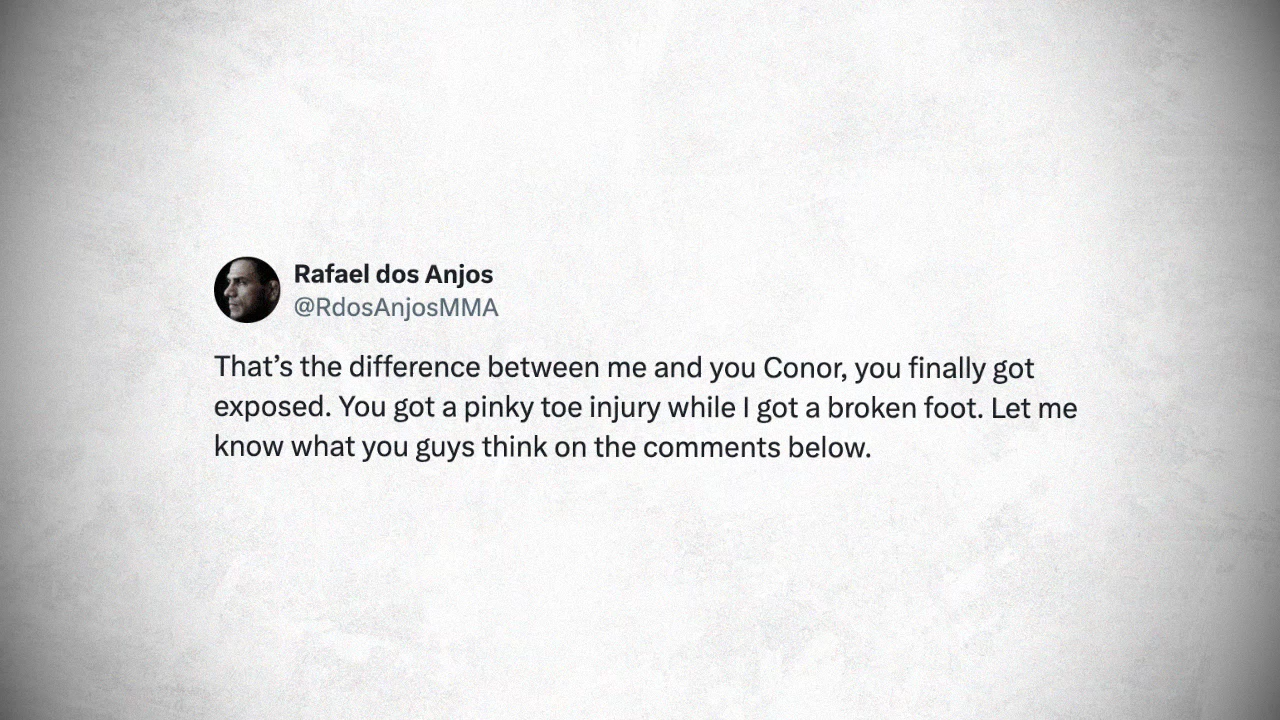 Rafael dos Anjos
@RdosAnjosMMA
That’s the difference between me and you Conor, you finally got
exposed. You got a pinky toe injury while I got a broken foot. Let me
know what you guys think on the comments below.